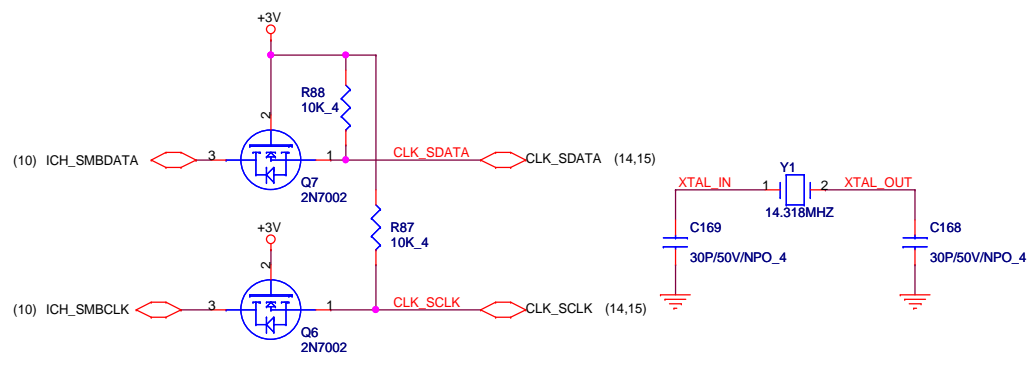 +3V
R88
10K_4
2
(10) ICH_SMBDATA
3
1
CLK_SDATA
CLK_SDATA (14,15)
Q7
2N7002
R87
10K_4
+3V
2
(10) ICH_SMBCLK
3
1
CLK_SCLK
CLK_SCLK (14,15)
Q6
2N7002
Y1
XTAL_IN
1
2
XTAL_OUT
14.318MHZ
C169
30P/50V/NPO_4
C168
30P/50V/NPO_4